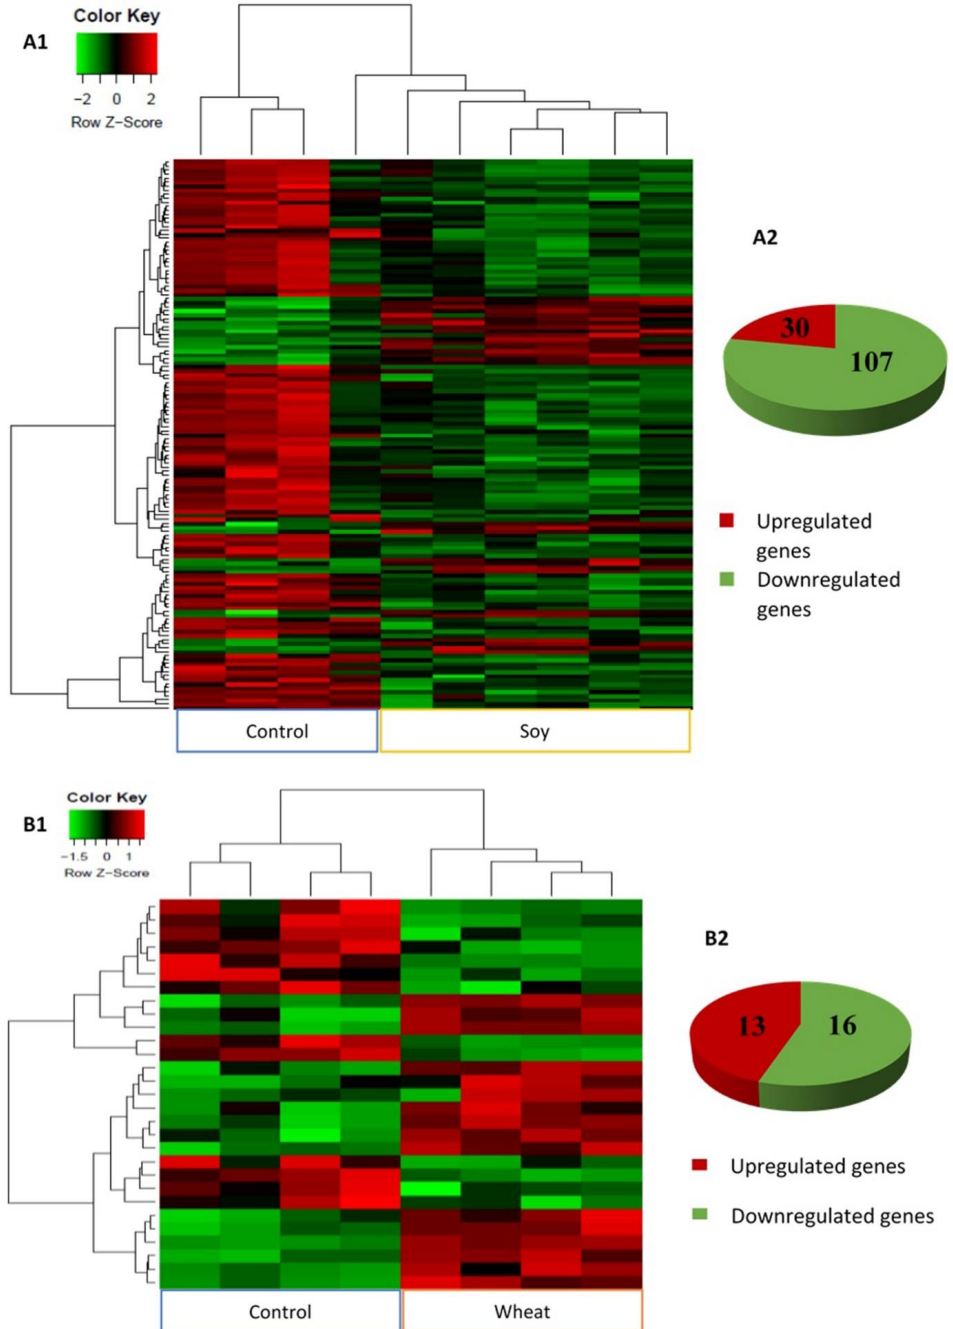 Color Key
A1
−2 0 2
Row Z−Score
A2
30
107
Upregulated
genes
Downregulated
genes
Control
Soy
Color Key
B1
−1.5 0 1
Row Z−Score
B2
13
16
Upregulated genes
Downregulated genes
Control
Wheat